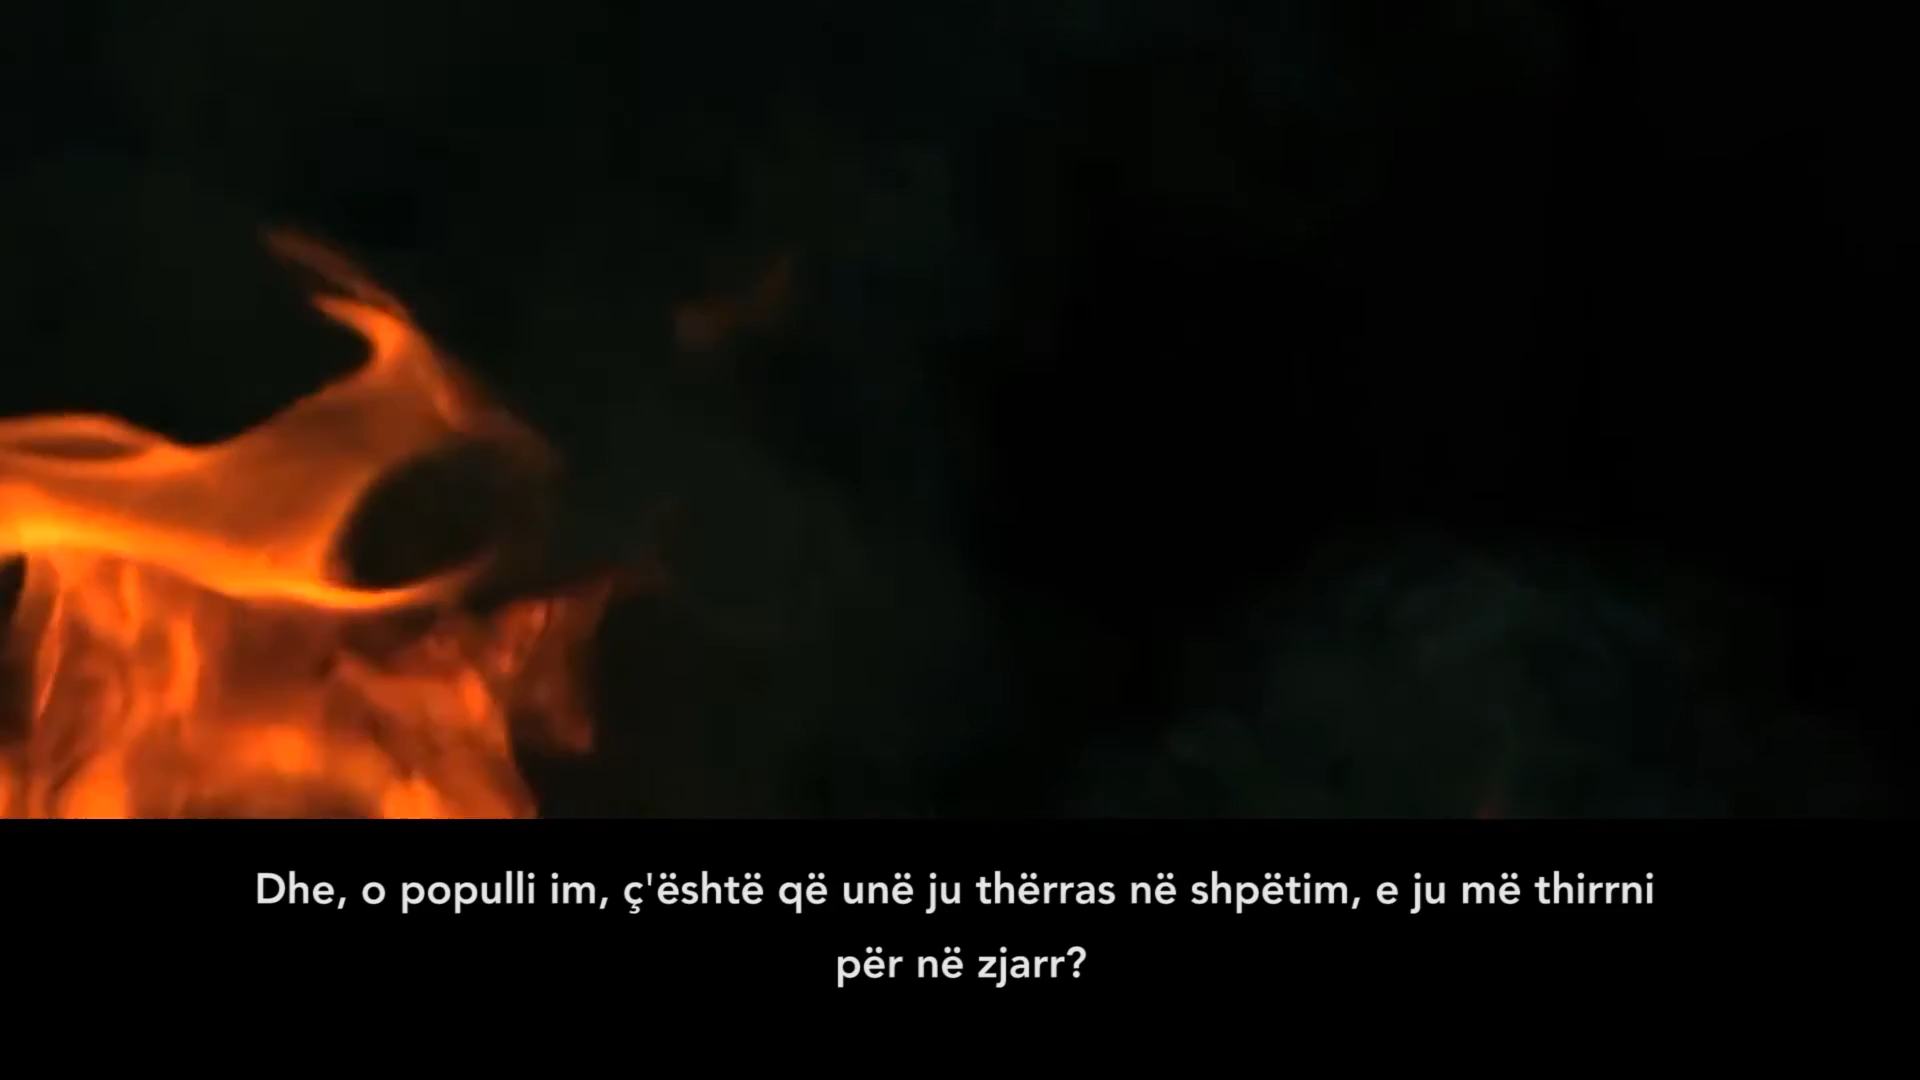 Dhe, o populli im, ç'është që unë ju thërras në shpëtim, e ju më thirrni
për në zjarr?